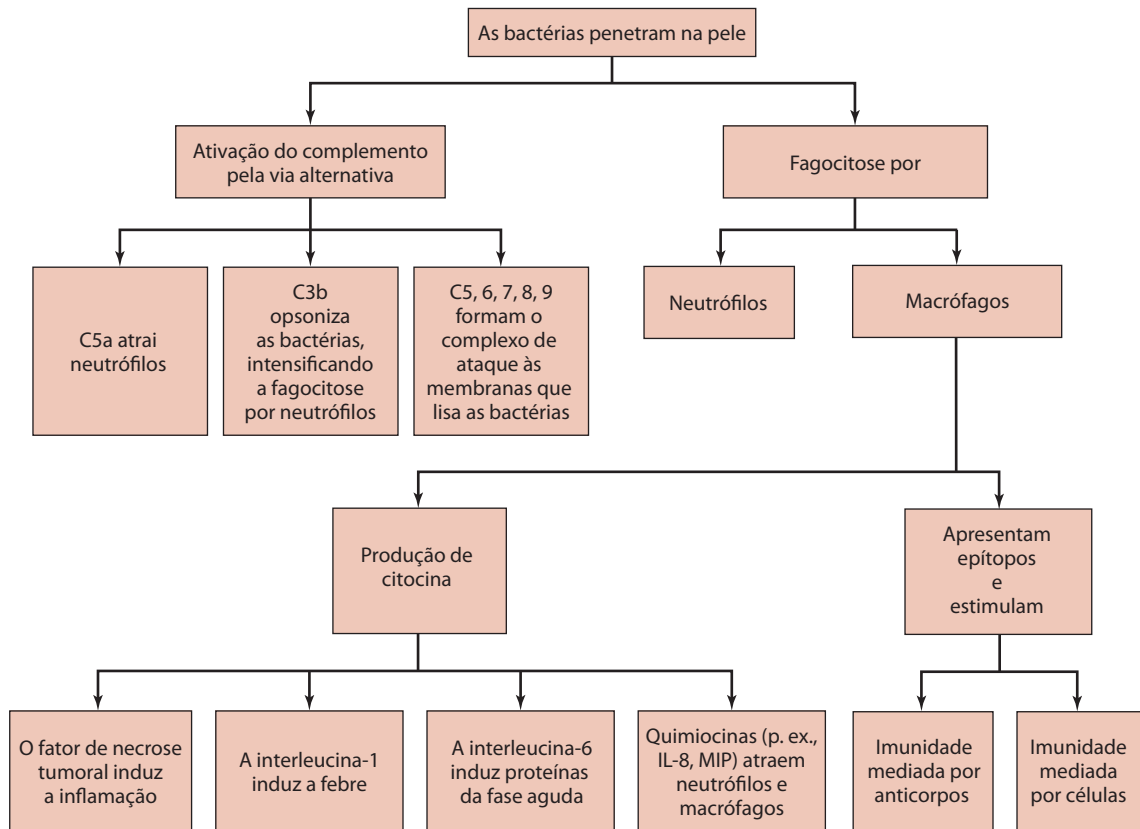 As bactérias penetram na pele
Ativação do complemento
pela via alternativa
Fagocitose por
C5a atrai
neutrófilos
C3b
opsoniza
as bactérias,
intensificando
a fagocitose
por neutrófilos
C5, 6, 7, 8, 9
formam o
complexo de
ataque às
membranas que
lisa as bactérias
Neutrófilos
Macrófagos
Produção de
citocina
Apresentam
epítopos
e
estimulam
O fator de necrose
tumoral induz
a inflamação
A interleucina-1
induz a febre
A interleucina-6
induz proteínas
da fase aguda
Quimiocinas (p. ex.,
IL-8, MIP) atraem
neutrófilos e
macrófagos
Imunidade
mediada por
anticorpos
Imunidade
mediada
por células